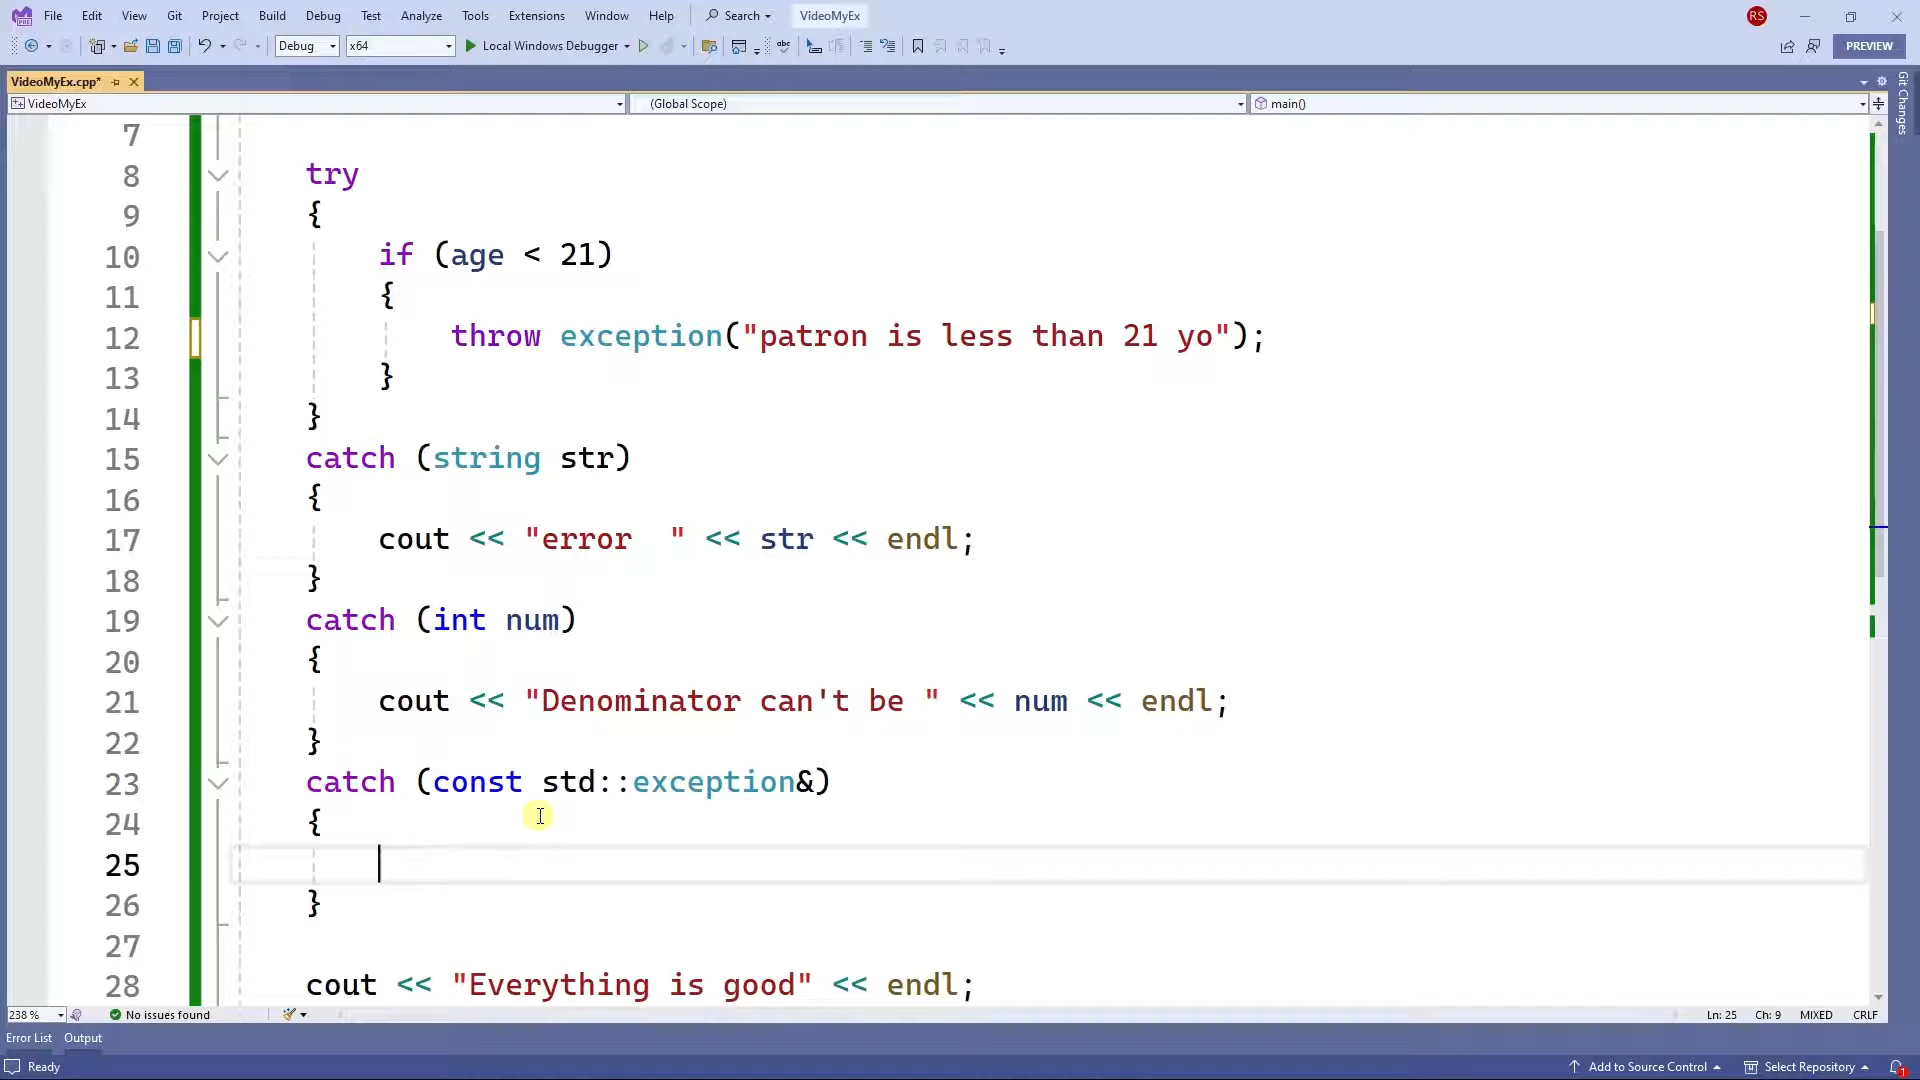 File Edit View Git Project Build Debug Test Analyze Tools Extensions Window Help Search VideoMyEx RS
Debug x64 Local Windows Debugger PREVIEW
VideoMyEx.cpp*
VideoMyEx (Global Scope) main()
Git Changes
7
8 try
9 {
10 if (age < 21)
11 {
12 throw exception("patron is less than 21 yo");
13 }
14 }
15 catch (string str)
16 {
17 cout << "error  " << str << endl;
18 }
19 catch (int num)
20 {
21 cout << "Denominator can't be " << num << endl;
22 }
23 catch (const std::exception&)
24 {
25
26 }
27
28 cout << "Everything is good" << endl;
238 % No issues found Ln: 25 Ch: 9 MIXED CRLF
Error List Output
Ready Add to Source Control Select Repository 1